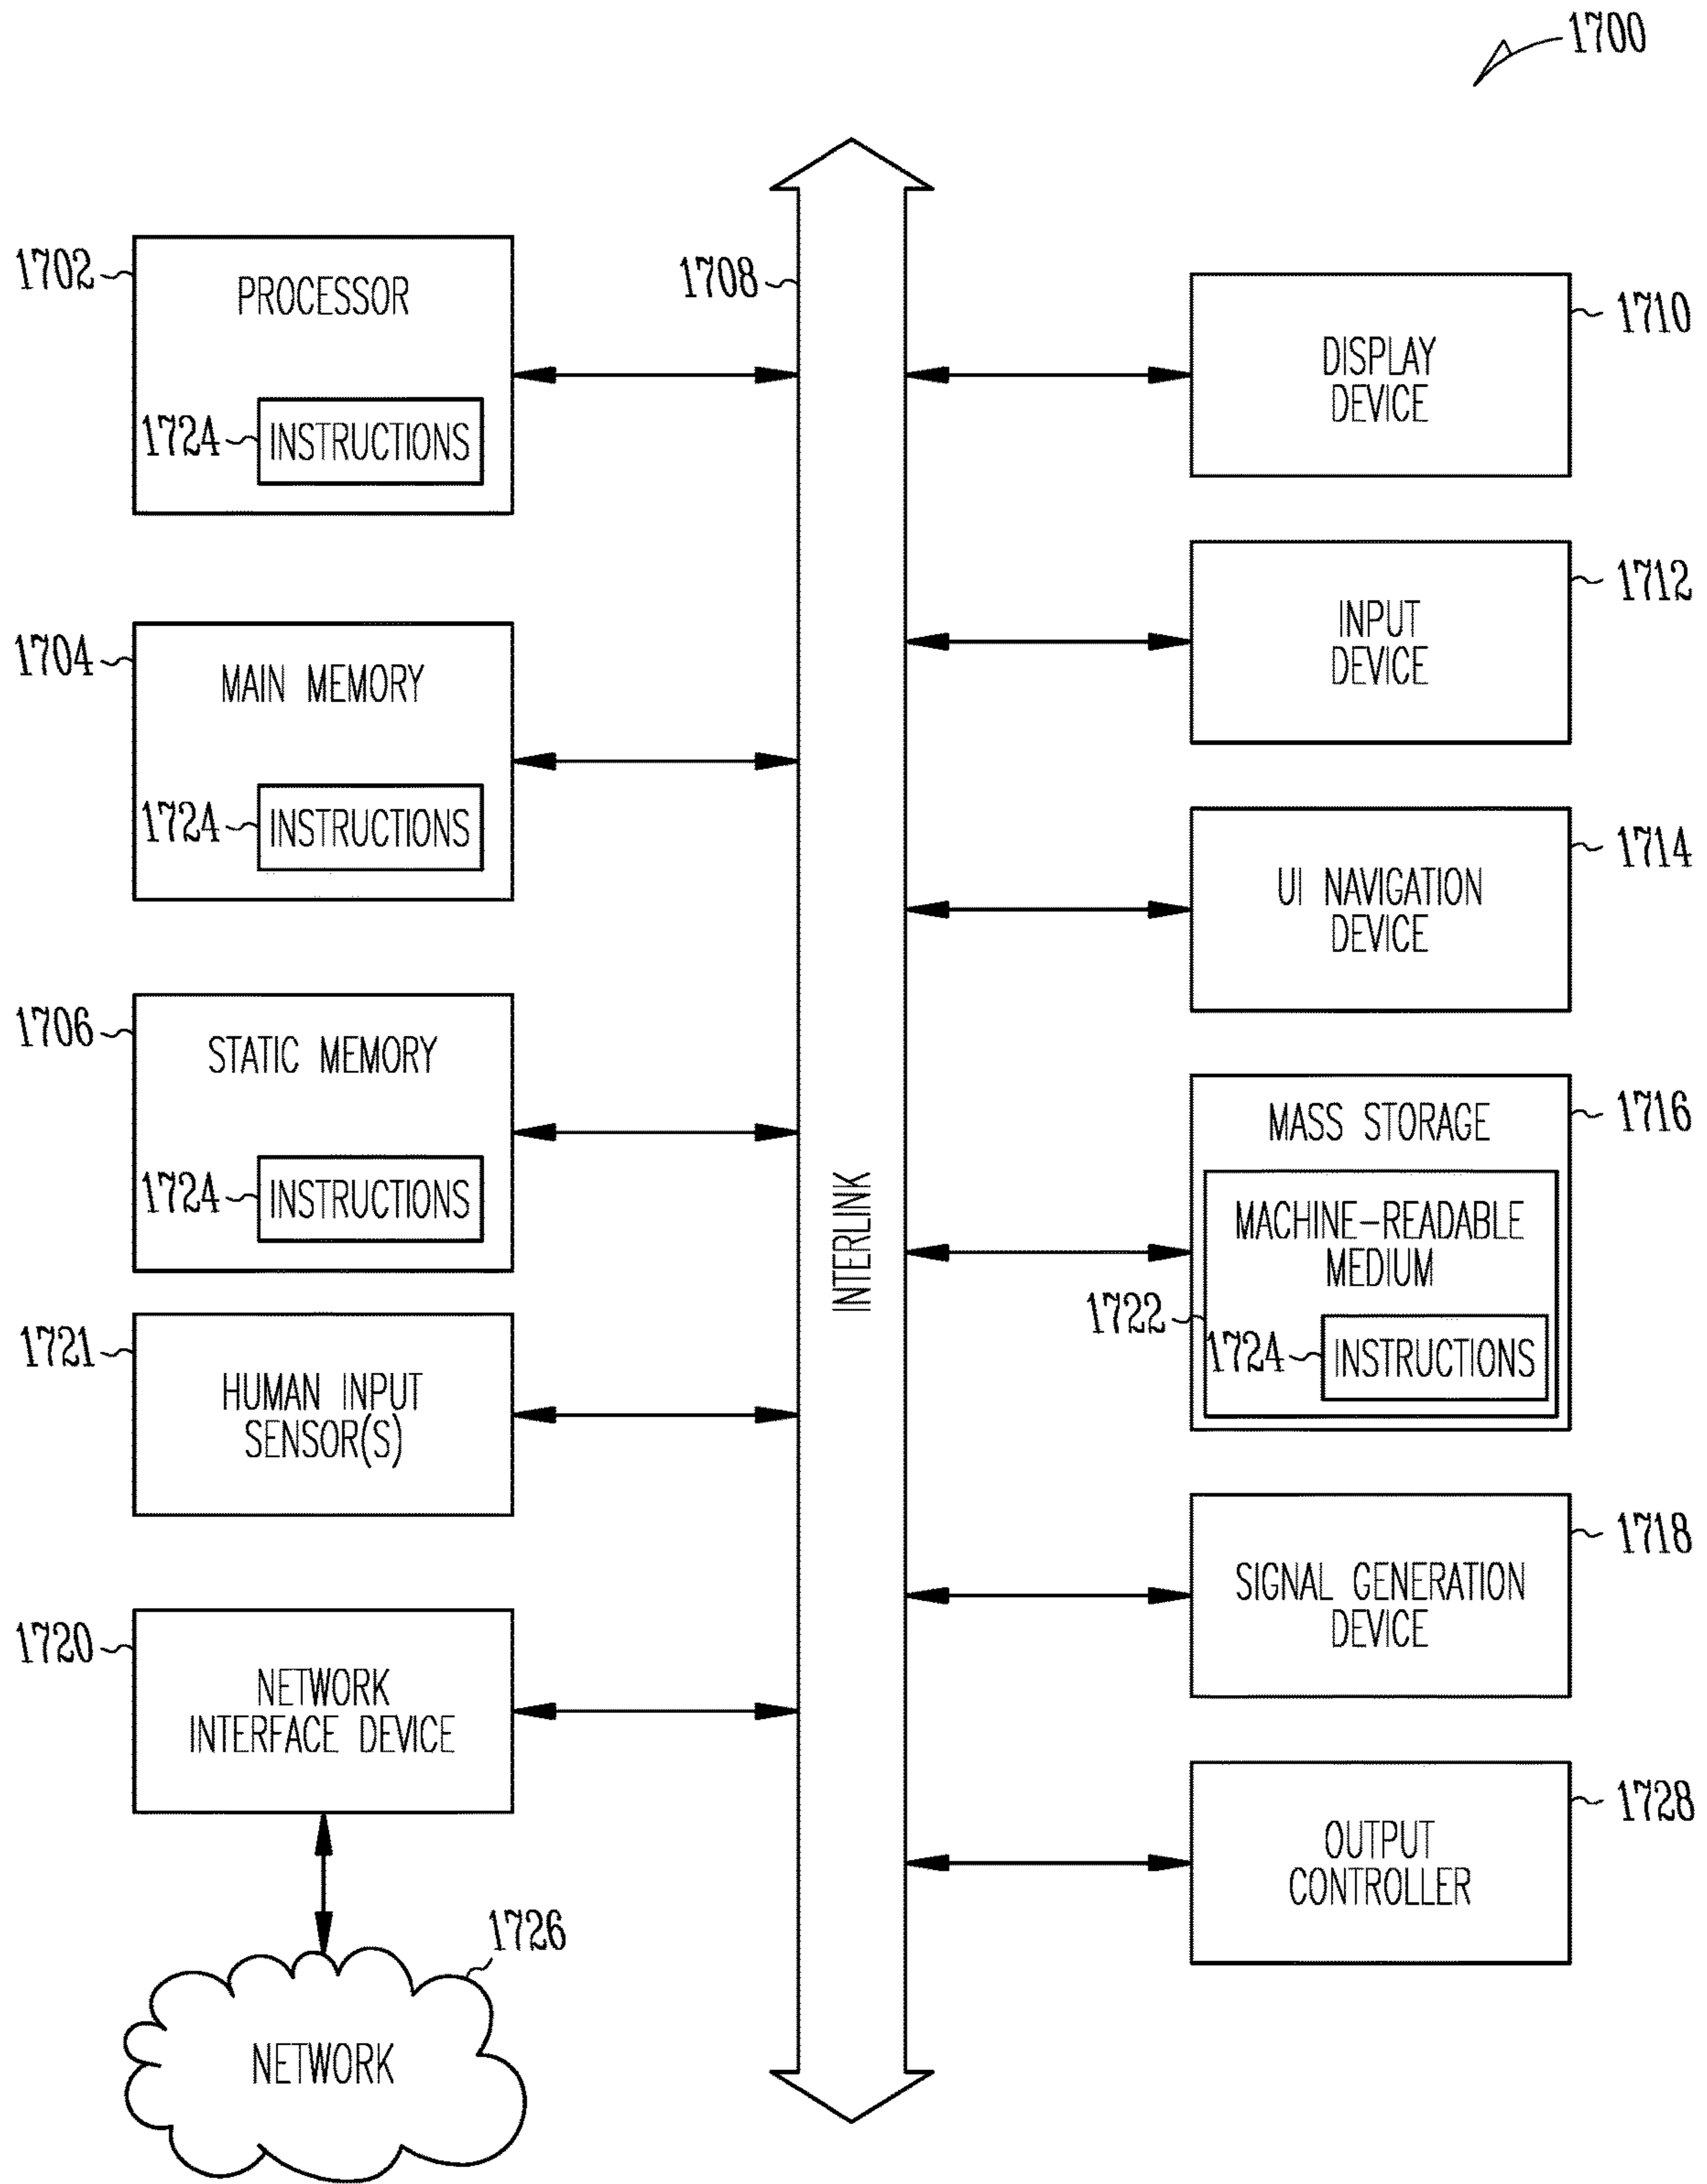 1700
1702
PROCESSOR
1724
INSTRUCTIONS
1704
MAIN MEMORY
1724
INSTRUCTIONS
1706
STATIC MEMORY
1724
INSTRUCTIONS
1721
HUMAN INPUT
SENSOR(S)
1720
NETWORK
INTERFACE DEVICE
1726
NETWORK
1708
INTERLINK
1710
DISPLAY
DEVICE
1712
INPUT
DEVICE
1714
UI NAVIGATION
DEVICE
1716
MASS STORAGE
MACHINE-READABLE
MEDIUM
1722
1724
INSTRUCTIONS
1718
SIGNAL GENERATION
DEVICE
1728
OUTPUT
CONTROLLER